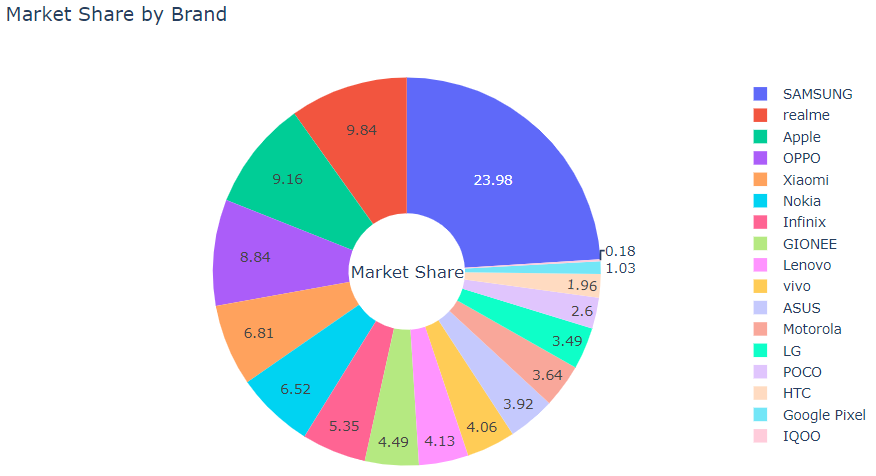 Market Share by Brand
SAMSUNG
realme
Apple
OPPO
Xiaomi
Nokia
Infinix
GIONEE
Lenovo
vivo
ASUS
Motorola
LG
POCO
HTC
Google Pixel
IQOO
23.98
9.84
9.16
8.84
6.81
6.52
5.35
4.49
4.13
4.06
3.92
3.64
3.49
2.6
1.96
1.03
0.18
Market Share